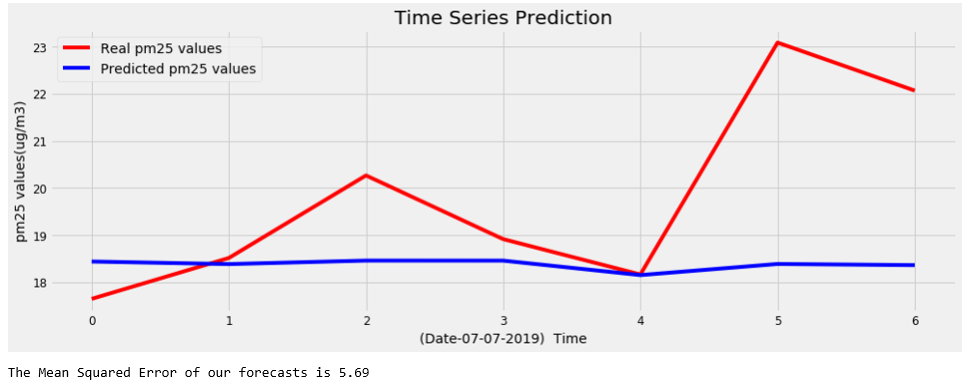 Time Series Prediction
Real pm25 values
Predicted pm25 values
pm25 values(ug/m3)
23
22
21
20
19
18
0 1 2 3 4 5 6
(Date-07-07-2019)  Time
The Mean Squared Error of our forecasts is 5.69